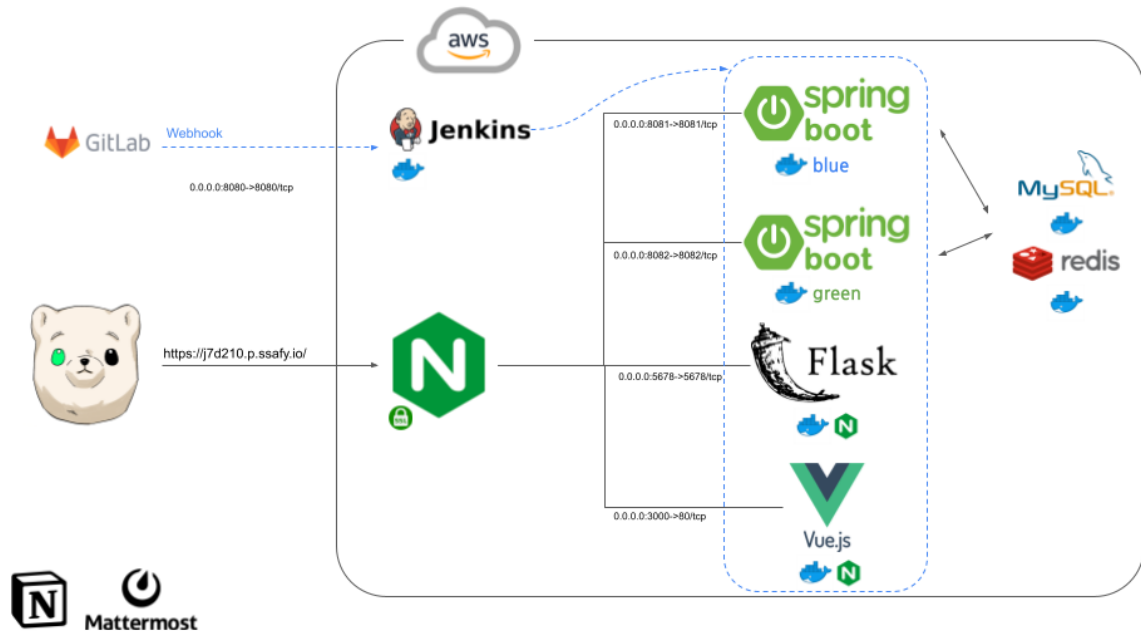 aws
GitLab
Webhook
0.0.0.0:8080->8080/tcp
Jenkins
0.0.0.0:8081->8081/tcp
spring
boot
blue
MySQL
redis
0.0.0.0:8082->8082/tcp
spring
boot
green
https://j7d210.p.ssafy.io/
N
SSL
0.0.0.0:5678->5678/tcp
Flask
N
0.0.0.0:3000->80/tcp
Vue.js
N
N
Mattermost